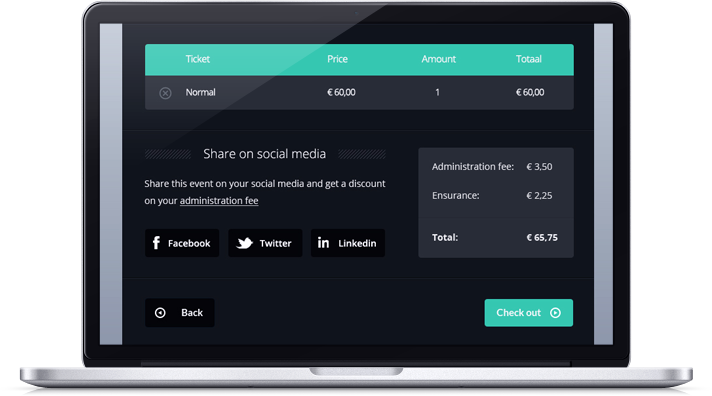 Ticket Price Amount Totaal
Normal € 60,00 1 € 60,00
Share on social media
Share this event on your social media and get a discount
on your administration fee
Facebook Twitter Linkedin
Administration fee: € 3,50
Ensurance: € 2,25
Total: € 65,75
Back Check out